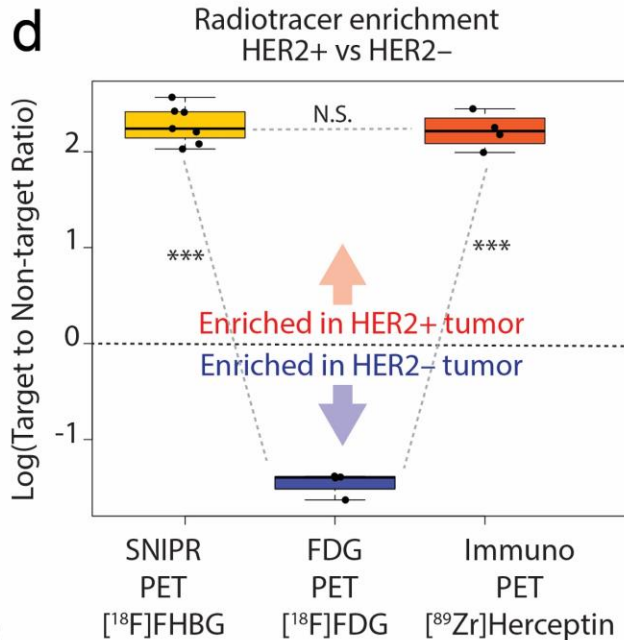 d
Radiotracer enrichment
HER2+ vs HER2–
Log(Target to Non-target Ratio)
2
1
0
-1
N.S.
***
***
Enriched in HER2+ tumor
Enriched in HER2– tumor
SNIPR
PET
[¹⁸F]FHBG
FDG
PET
[¹⁸F]FDG
Immuno
PET
[⁸⁹Zr]Herceptin